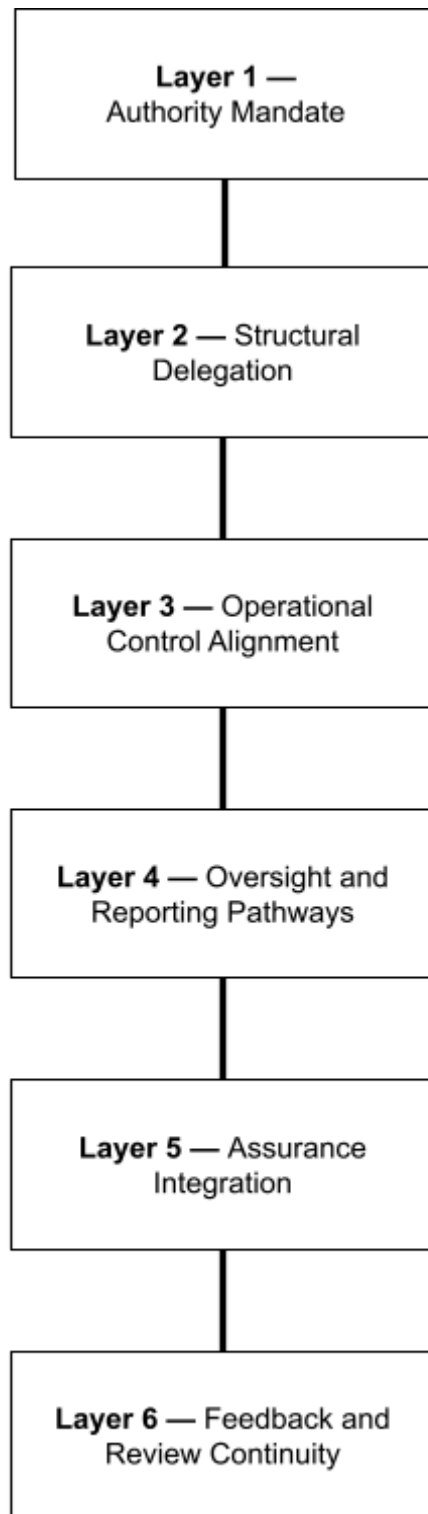 Layer 1 —
Authority Mandate
Layer 2 — Structural
Delegation
Layer 3 — Operational
Control Alignment
Layer 4 — Oversight and
Reporting Pathways
Layer 5 — Assurance
Integration
Layer 6 — Feedback and
Review Continuity